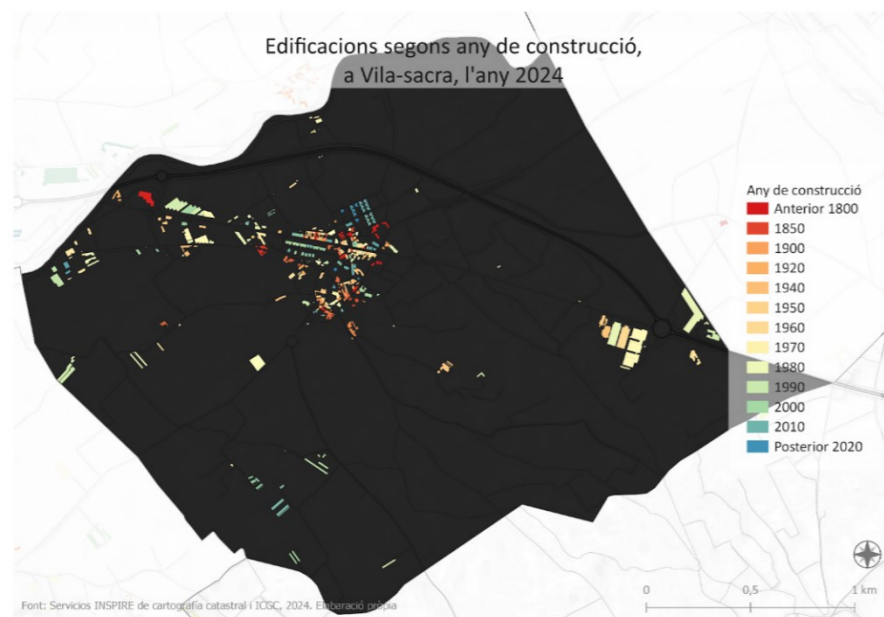 Edificacions segons any de construcció,
a Vila-sacra, l'any 2024
Any de construcció
Anterior 1800
1850
1900
1920
1940
1950
1960
1970
1980
1990
2000
2010
Posterior 2020
0 0,5 1 km
Font: Servicios INSPIRE de cartografia catastral i ICGC, 2024. Embaració pròpia